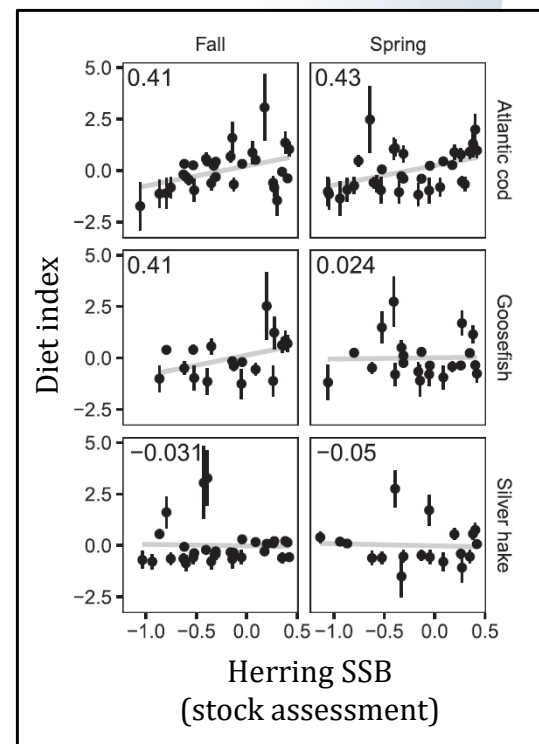 Fall Spring
5.0
2.5
0.0
−2.5
0.41
0.43
Atlantic cod
5.0
2.5
0.0
−2.5
0.41
0.024
Goosefish
5.0
2.5
0.0
−2.5
−0.031
−0.05
Silver hake
Diet index
−1.0 −0.5 0.0 0.5 −1.0 −0.5 0.0 0.5
Herring SSB
(stock assessment)